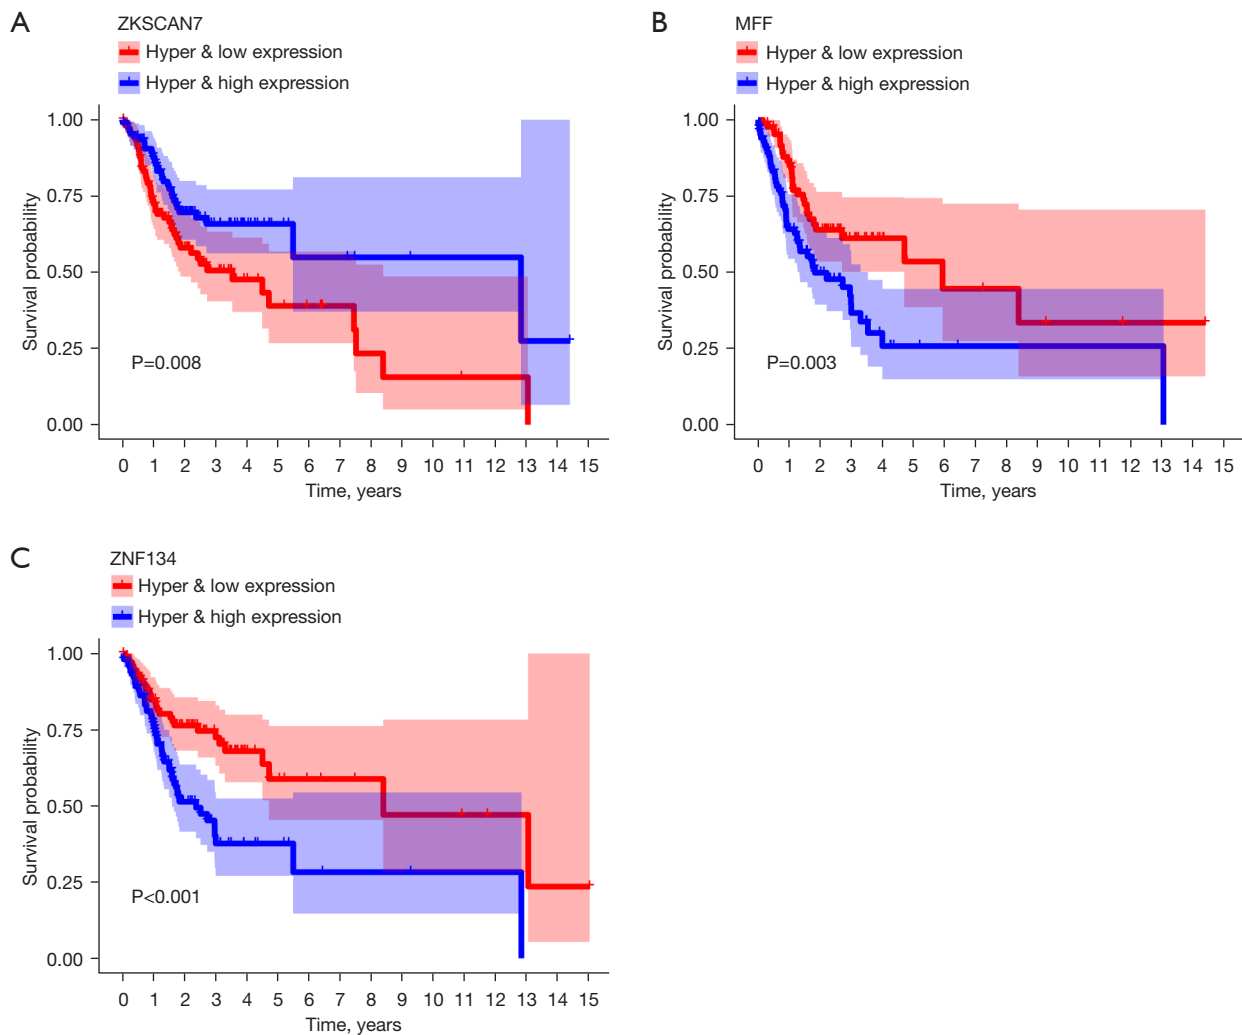 A
ZKSCAN7
Hyper & low expression
Hyper & high expression
1.00
0.75
0.50
0.25
0.00
Survival probability
P=0.008
0 1 2 3 4 5 6 7 8 9 10 11 12 13 14 15
Time, years
B
MFF
Hyper & low expression
Hyper & high expression
1.00
0.75
0.50
0.25
0.00
Survival probability
P=0.003
0 1 2 3 4 5 6 7 8 9 10 11 12 13 14 15
Time, years
C
ZNF134
Hyper & low expression
Hyper & high expression
1.00
0.75
0.50
0.25
0.00
Survival probability
P<0.001
0 1 2 3 4 5 6 7 8 9 10 11 12 13 14 15
Time, years